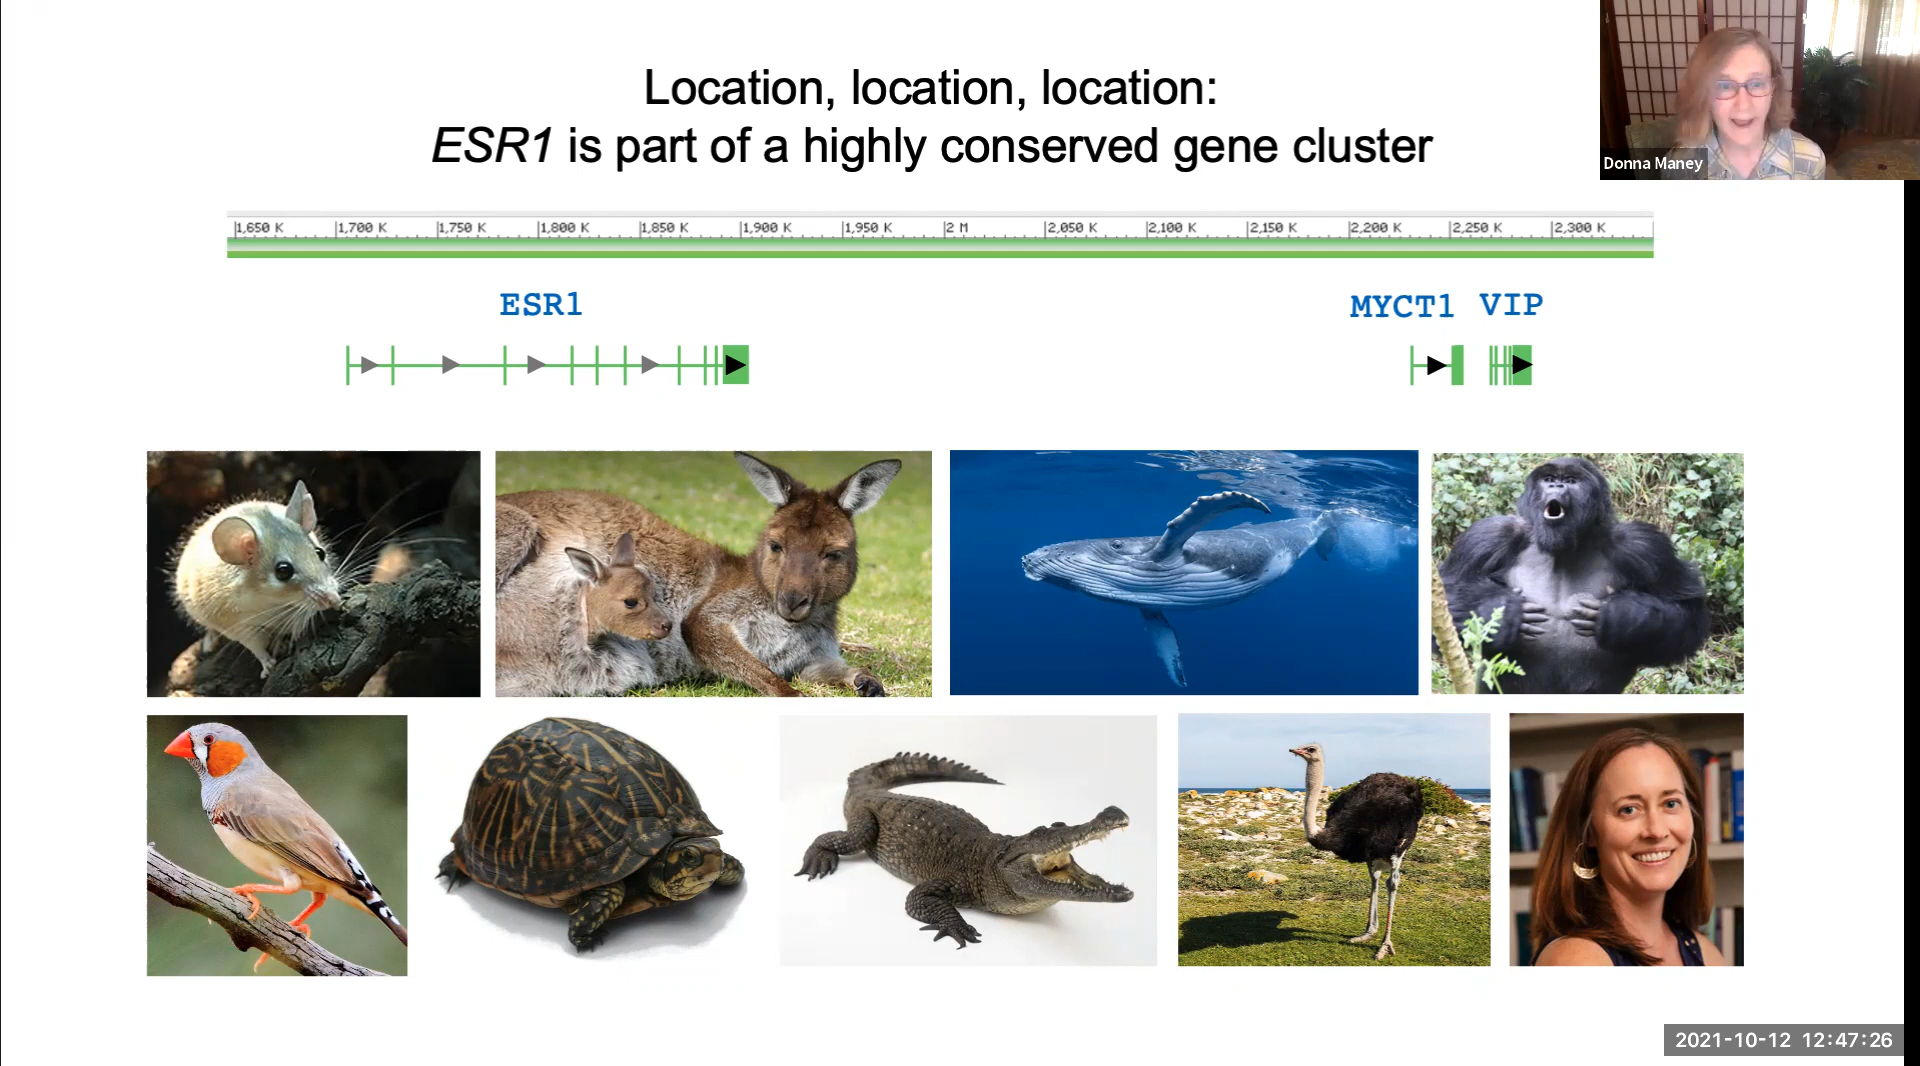 Location, location, location:
ESR1 is part of a highly conserved gene cluster
Donna Maney
1,650 K 1,700 K 1,750 K 1,800 K 1,850 K 1,900 K 1,950 K 2 M 2,050 K 2,100 K 2,150 K 2,200 K 2,250 K 2,300 K
ESR1 MYCT1 VIP
2021-10-12 12:47:26